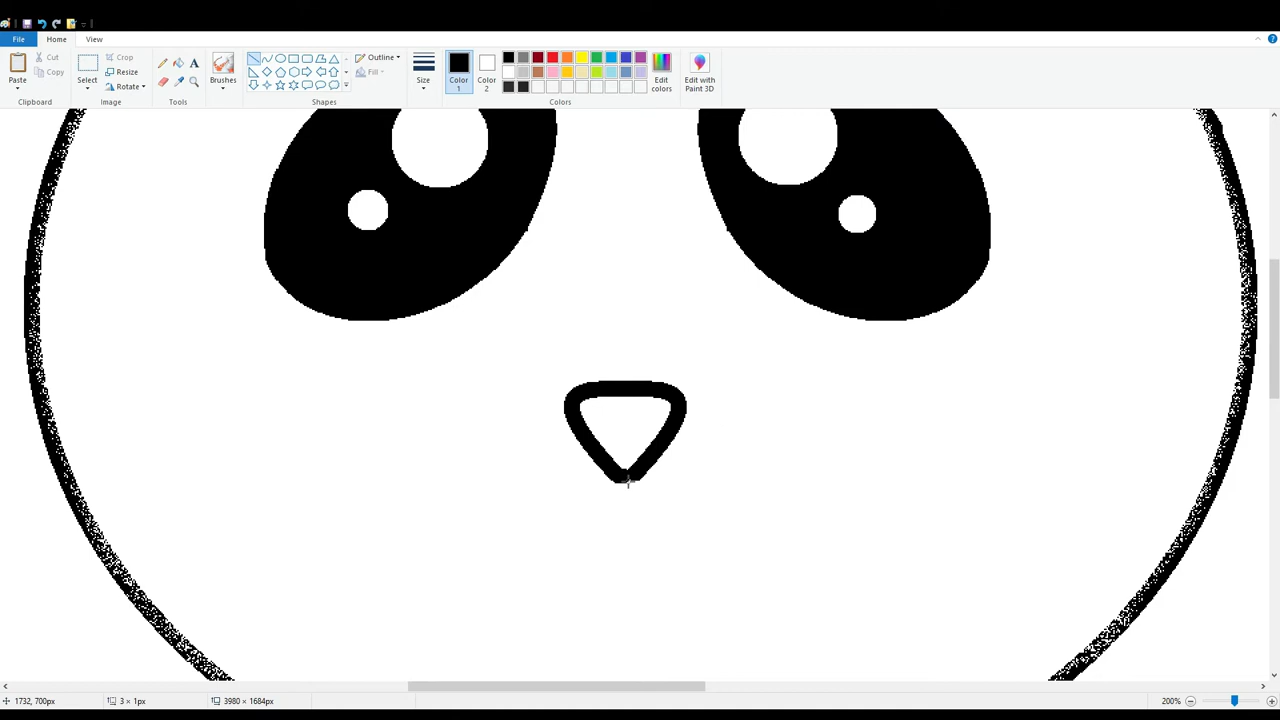 File Home View
Paste
Cut
Copy
Clipboard
Select
Crop
Resize
Rotate
Image
A
Tools
Brushes
Outline
Fill
Shapes
Size
Color
1
Color
2
Edit
colors
Colors
Edit with
Paint 3D
1732, 700px 3 × 1px 3980 × 1684px 200%